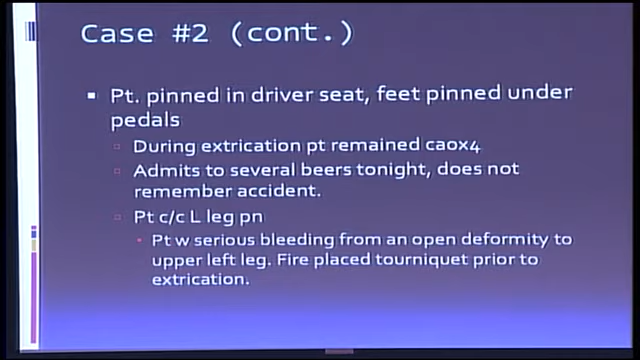 Case #2 (cont.)
Pt. pinned in driver seat, feet pinned under
pedals
During extrication pt remained caox4
Admits to several beers tonight, does not
remember accident.
Pt c/c L leg pn
Pt w serious bleeding from an open deformity to
upper left leg. Fire placed tourniquet prior to
extrication.